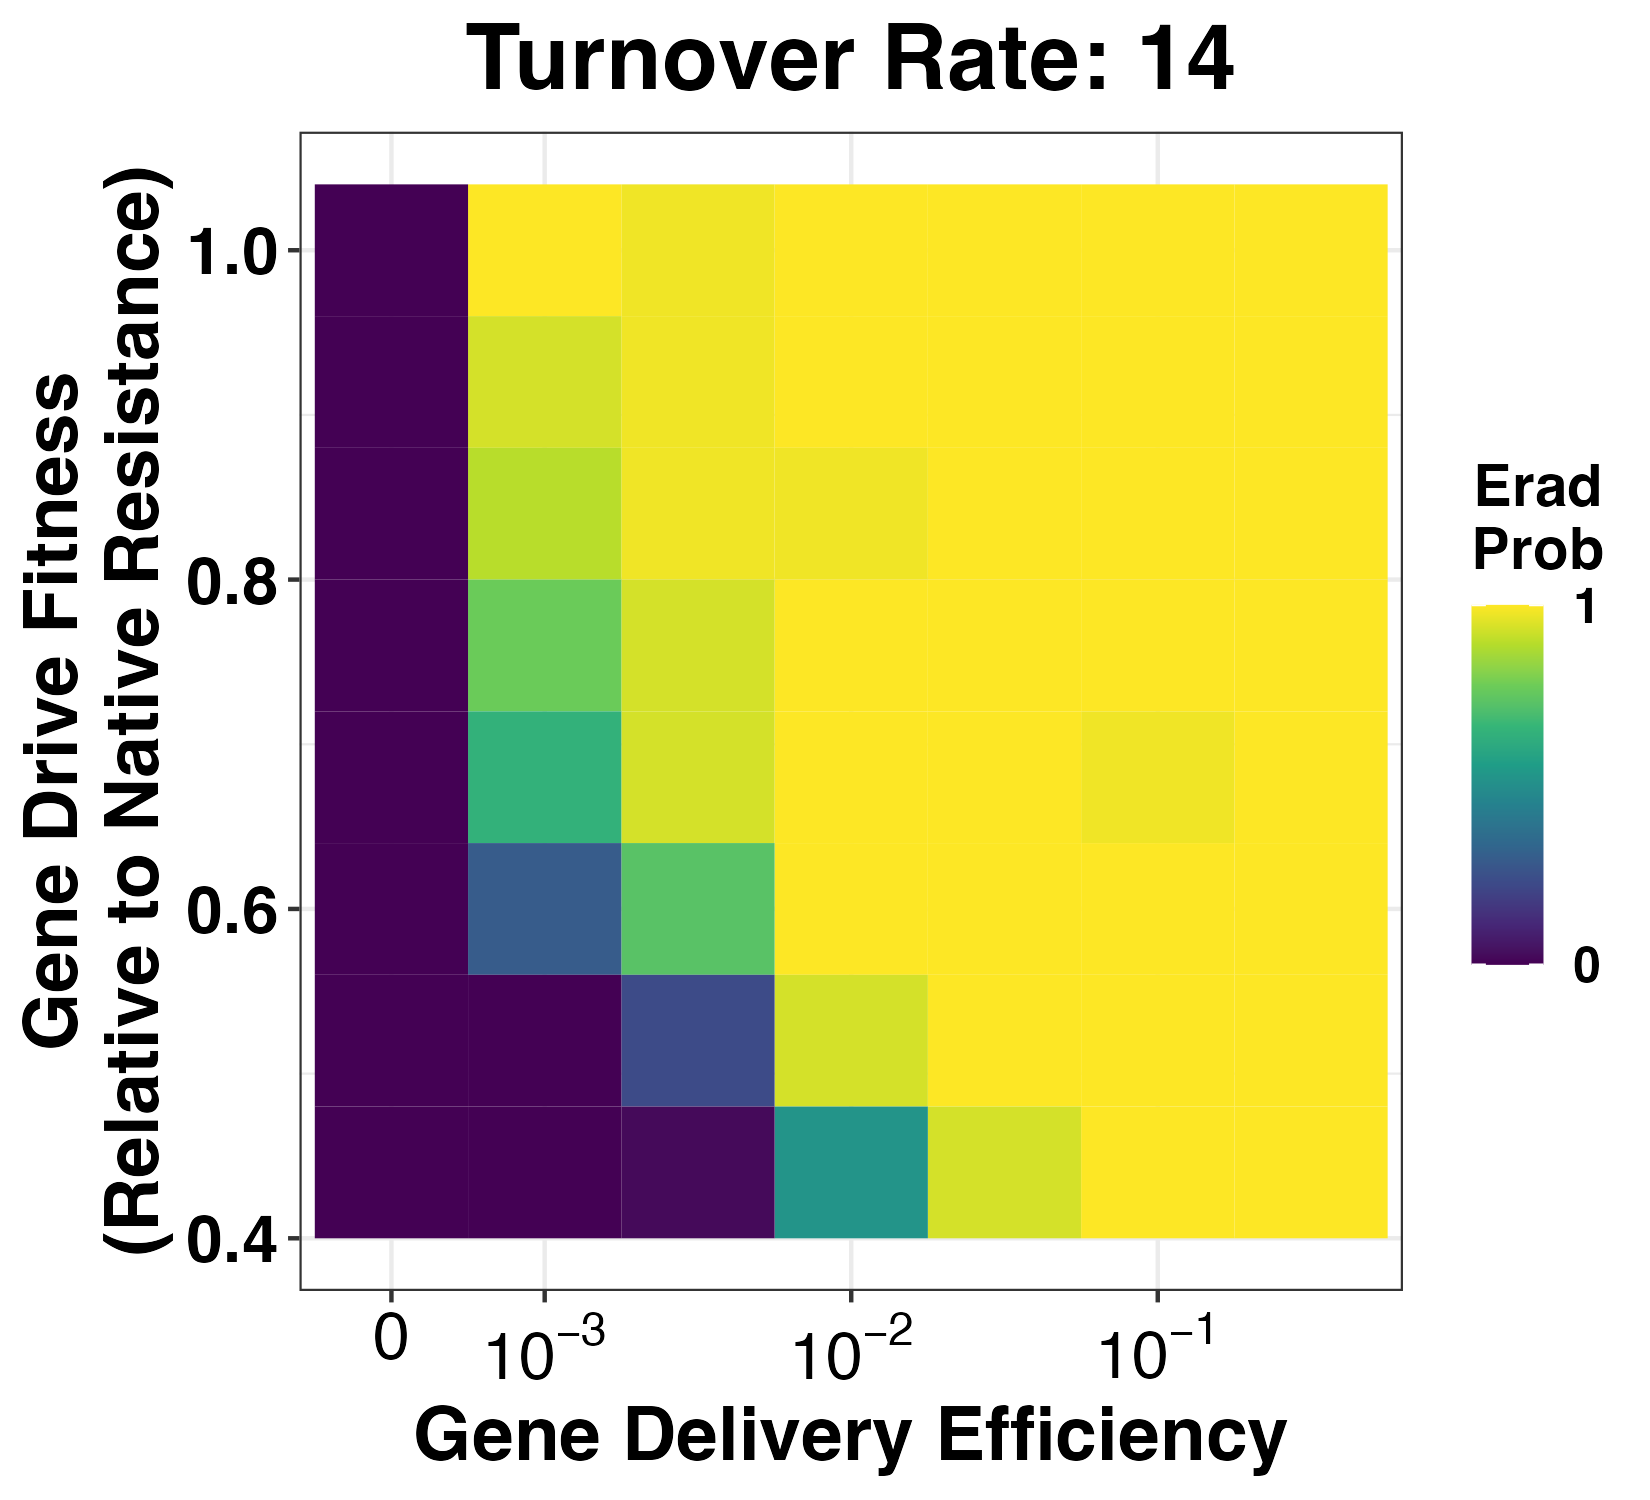 Turnover Rate: 14
Gene Drive Fitness
(Relative to Native Resistance)
1.0
0.8
0.6
0.4
0
10⁻³
10⁻²
10⁻¹
Gene Delivery Efficiency
Erad
Prob
1
0